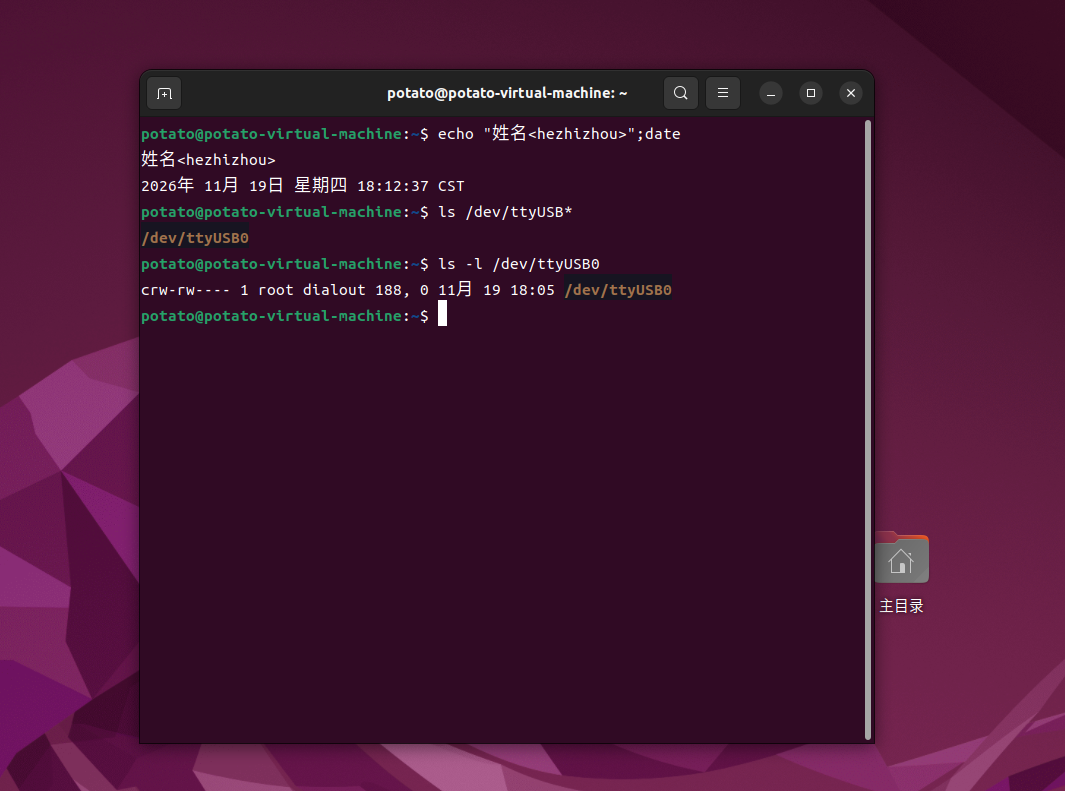 potato@potato-virtual-machine: ~
potato@potato-virtual-machine:~$ echo "姓名<hezhizhou>";date
姓名<hezhizhou>
2026年 11月 19日 星期四 18:12:37 CST
potato@potato-virtual-machine:~$ ls /dev/ttyUSB*
/dev/ttyUSB0
potato@potato-virtual-machine:~$ ls -l /dev/ttyUSB0
crw-rw---- 1 root dialout 188, 0 11月 19 18:05 /dev/ttyUSB0
potato@potato-virtual-machine:~$
主目录